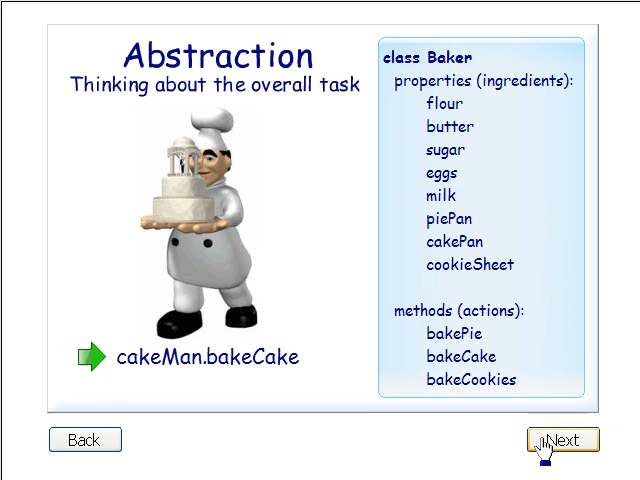 Abstraction
Thinking about the overall task
cakeMan.bakeCake
class Baker
properties (ingredients):
flour
butter
sugar
eggs
milk
piePan
cakePan
cookieSheet
methods (actions):
bakePie
bakeCake
bakeCookies
Back
Next